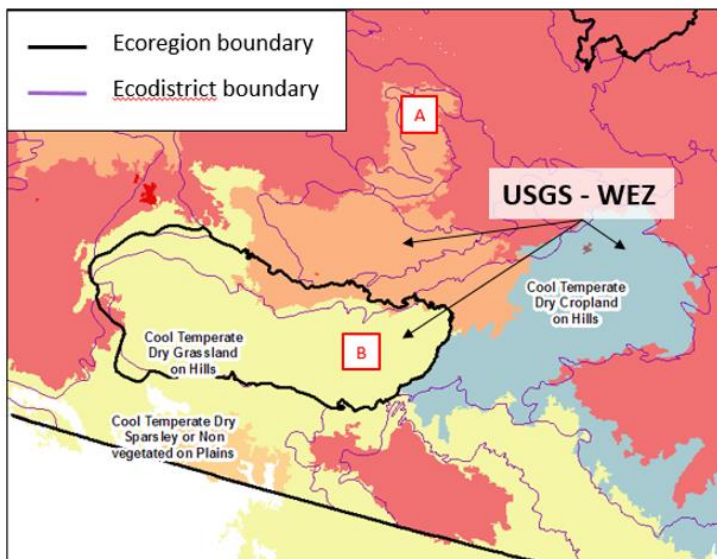 Ecoregion boundary
Ecodistrict boundary
A
USGS - WEZ
Cool Temperate
Dry Cropland
on Hills
Cool Temperate
Dry Grassland
on Hills
B
Cool Temperate Dry
Sparsley or Non
vegetated on Plains